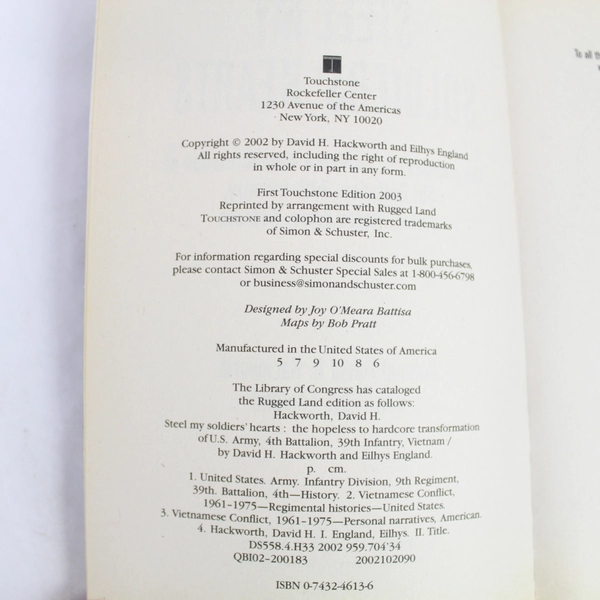 T
Touchstone
Rockefeller Center
1230 Avenue of the Americas
New York, NY 10020
Copyright © 2002 by David H. Hackworth and Eilhys England
All rights reserved, including the right of reproduction
in whole or in part in any form.
First Touchstone Edition 2003
Reprinted by arrangement with Rugged Land
TOUCHSTONE and colophon are registered trademarks
of Simon & Schuster, Inc.
For information regarding special discounts for bulk purchases,
please contact Simon & Schuster Special Sales at 1-800-456-6798
or business@simonandschuster.com
Designed by Joy O'Meara Battisa
Maps by Bob Pratt
Manufactured in the United States of America
5 7 9 10 8 6
The Library of Congress has cataloged
the Rugged Land edition as follows:
Hackworth, David H.
Steel my soldiers' hearts : the hopeless to hardcore transformation
of U.S. Army, 4th Battalion, 39th Infantry, Vietnam /
by David H. Hackworth and Eilhys England.
p. cm.
1. United States. Army. Infantry Division, 9th Regiment,
39th. Battalion, 4th—History. 2. Vietnamese Conflict,
1961–1975—Regimental histories—United States.
3. Vietnamese Conflict, 1961–1975—Personal narratives, American.
4. Hackworth, David H. I. England, Eilhys. II. Title.
DS558.4.H33 2002 959.704'34
QBI02-200183 2002102090
ISBN 0-7432-4613-6
To all